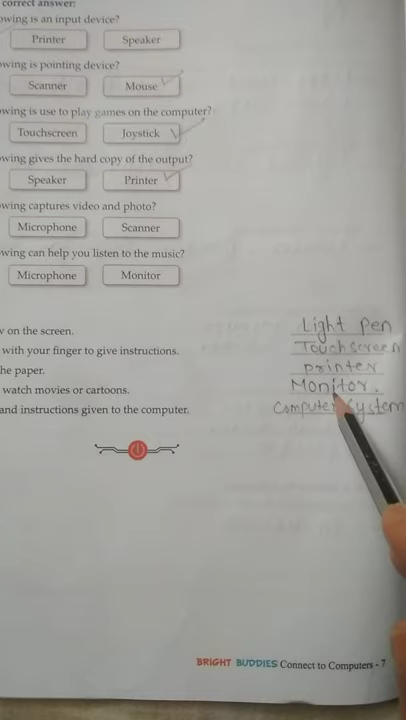 correct answer:
owing is an input device?
Printer Speaker
owing is pointing device?
Scanner Mouse
owing is use to play games on the computer?
Touchscreen Joystick
owing gives the hard copy of the output?
Speaker Printer
owing captures video and photo?
Microphone Scanner
owing can help you listen to the music?
Microphone Monitor
Light Pen
on the screen.
Touchscreen
with your finger to give instructions.
printer
he paper.
Monitor.
watch movies or cartoons.
Computer System
and instructions given to the computer.
BRIGHT BUDDIES Connect to Computers - 7